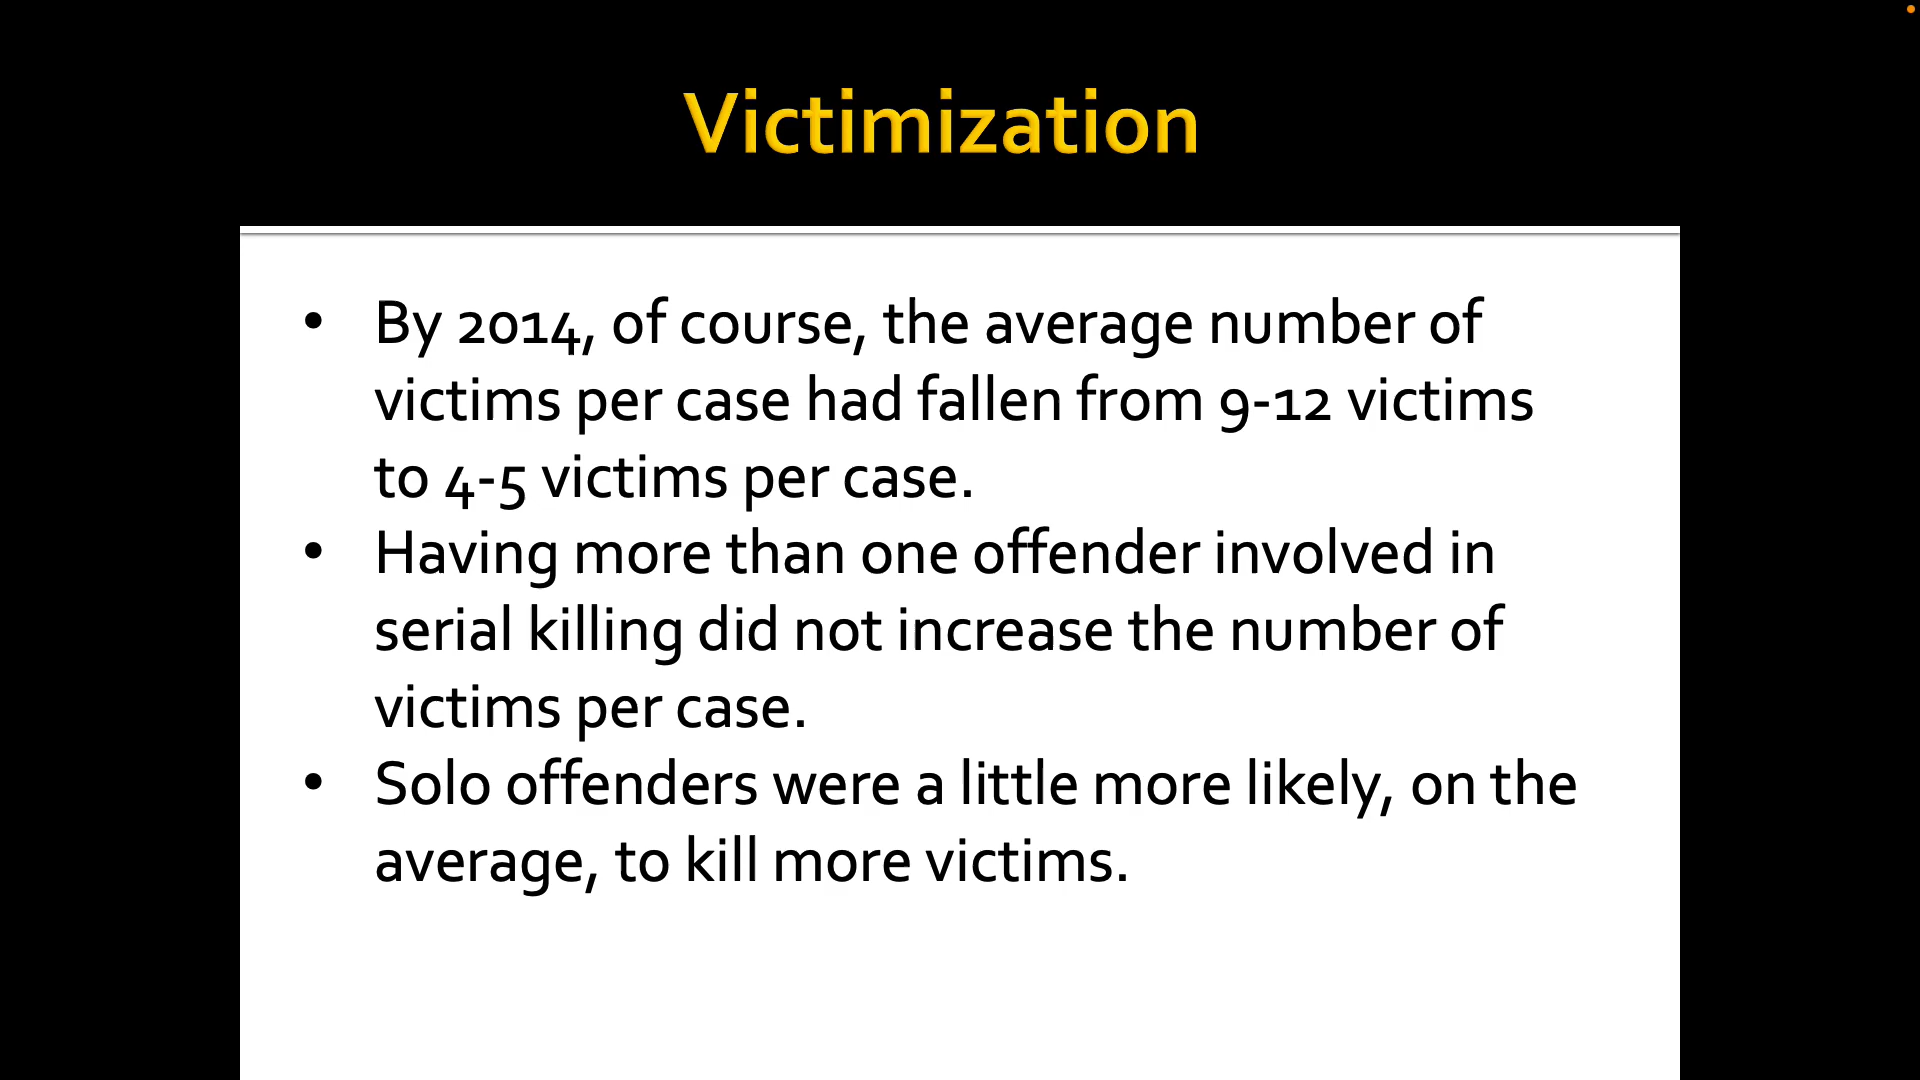 Victimization
• By 2014, of course, the average number of
victims per case had fallen from 9-12 victims
to 4-5 victims per case.
• Having more than one offender involved in
serial killing did not increase the number of
victims per case.
• Solo offenders were a little more likely, on the
average, to kill more victims.